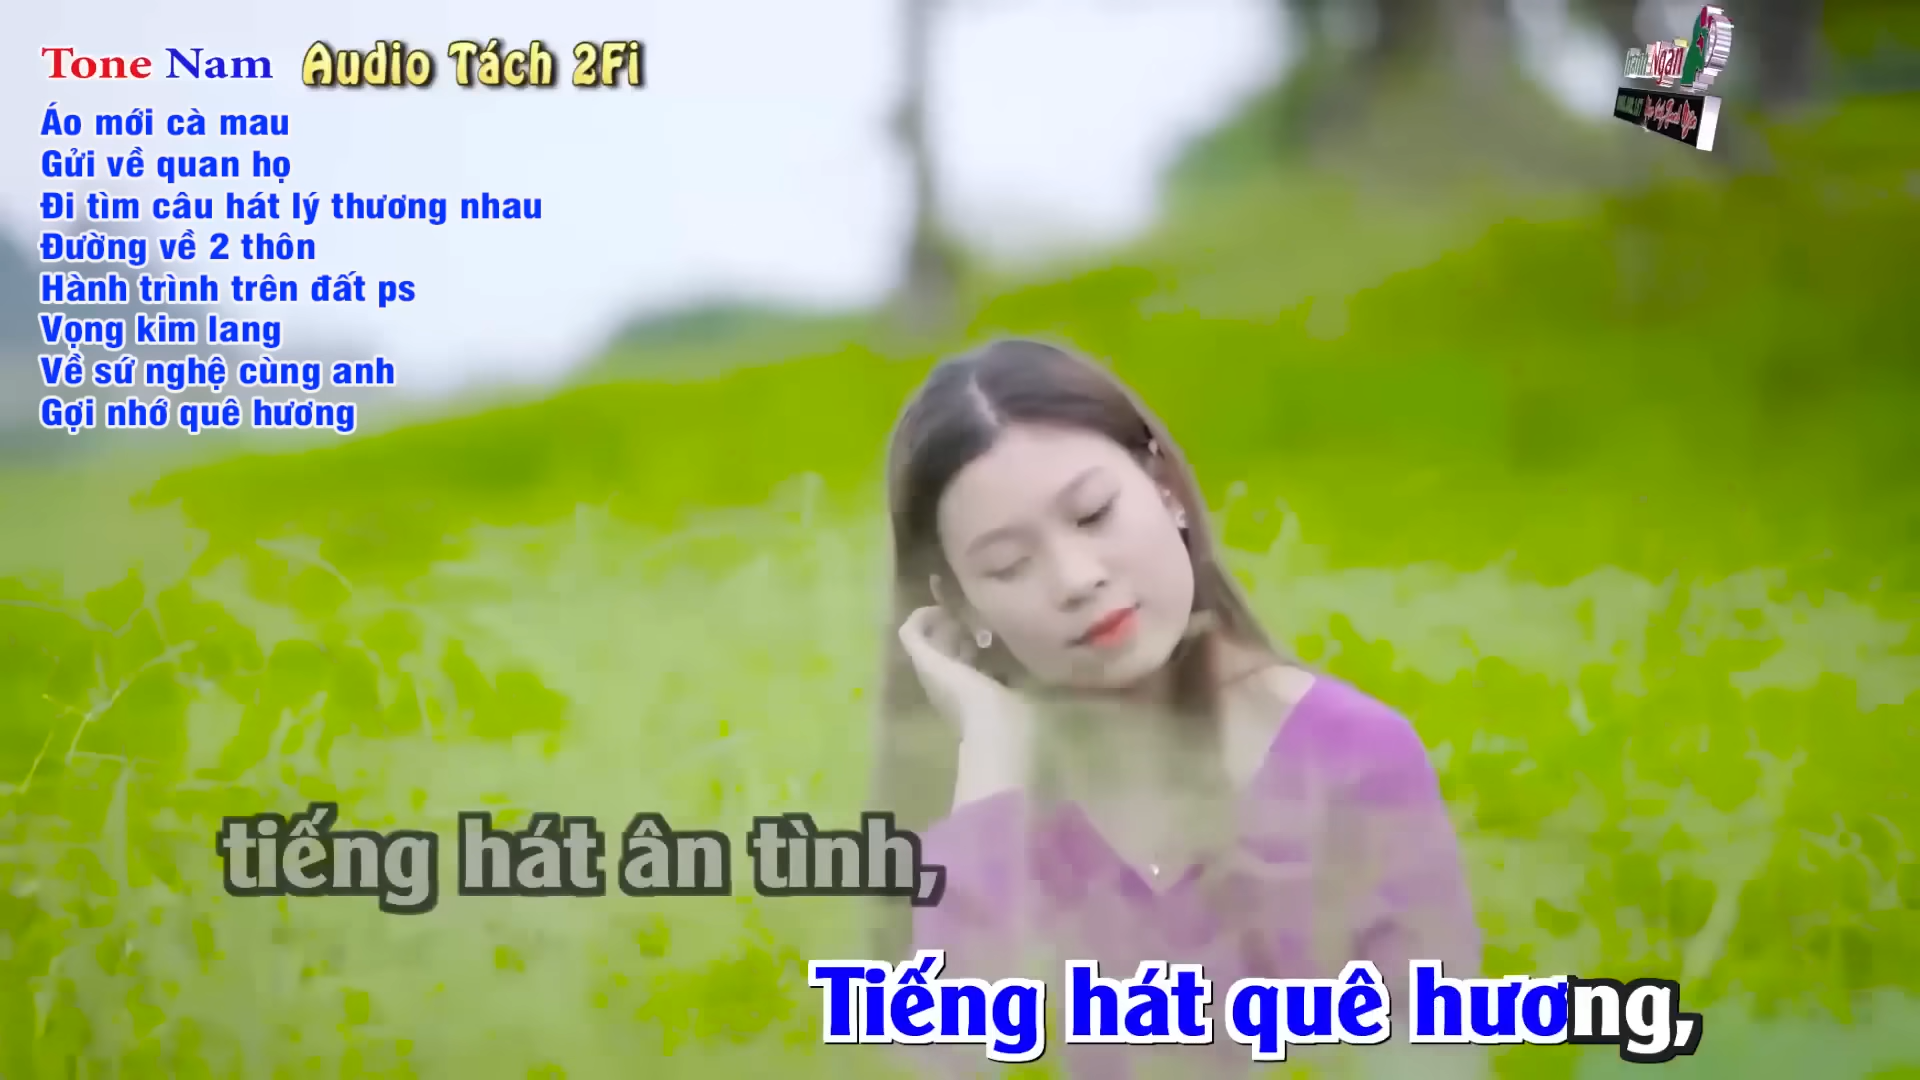 Tone Nam Audio Tách 2Fi
Áo mới cà mau
Gửi về quan họ
Đi tìm câu hát lý thương nhau
Đường về 2 thôn
Hành trình trên đất ps
Vọng kim lang
Về sứ nghệ cùng anh
Gợi nhớ quê hương
Ngan
tiếng hát ân tình,
Tiếng hát quê hương,